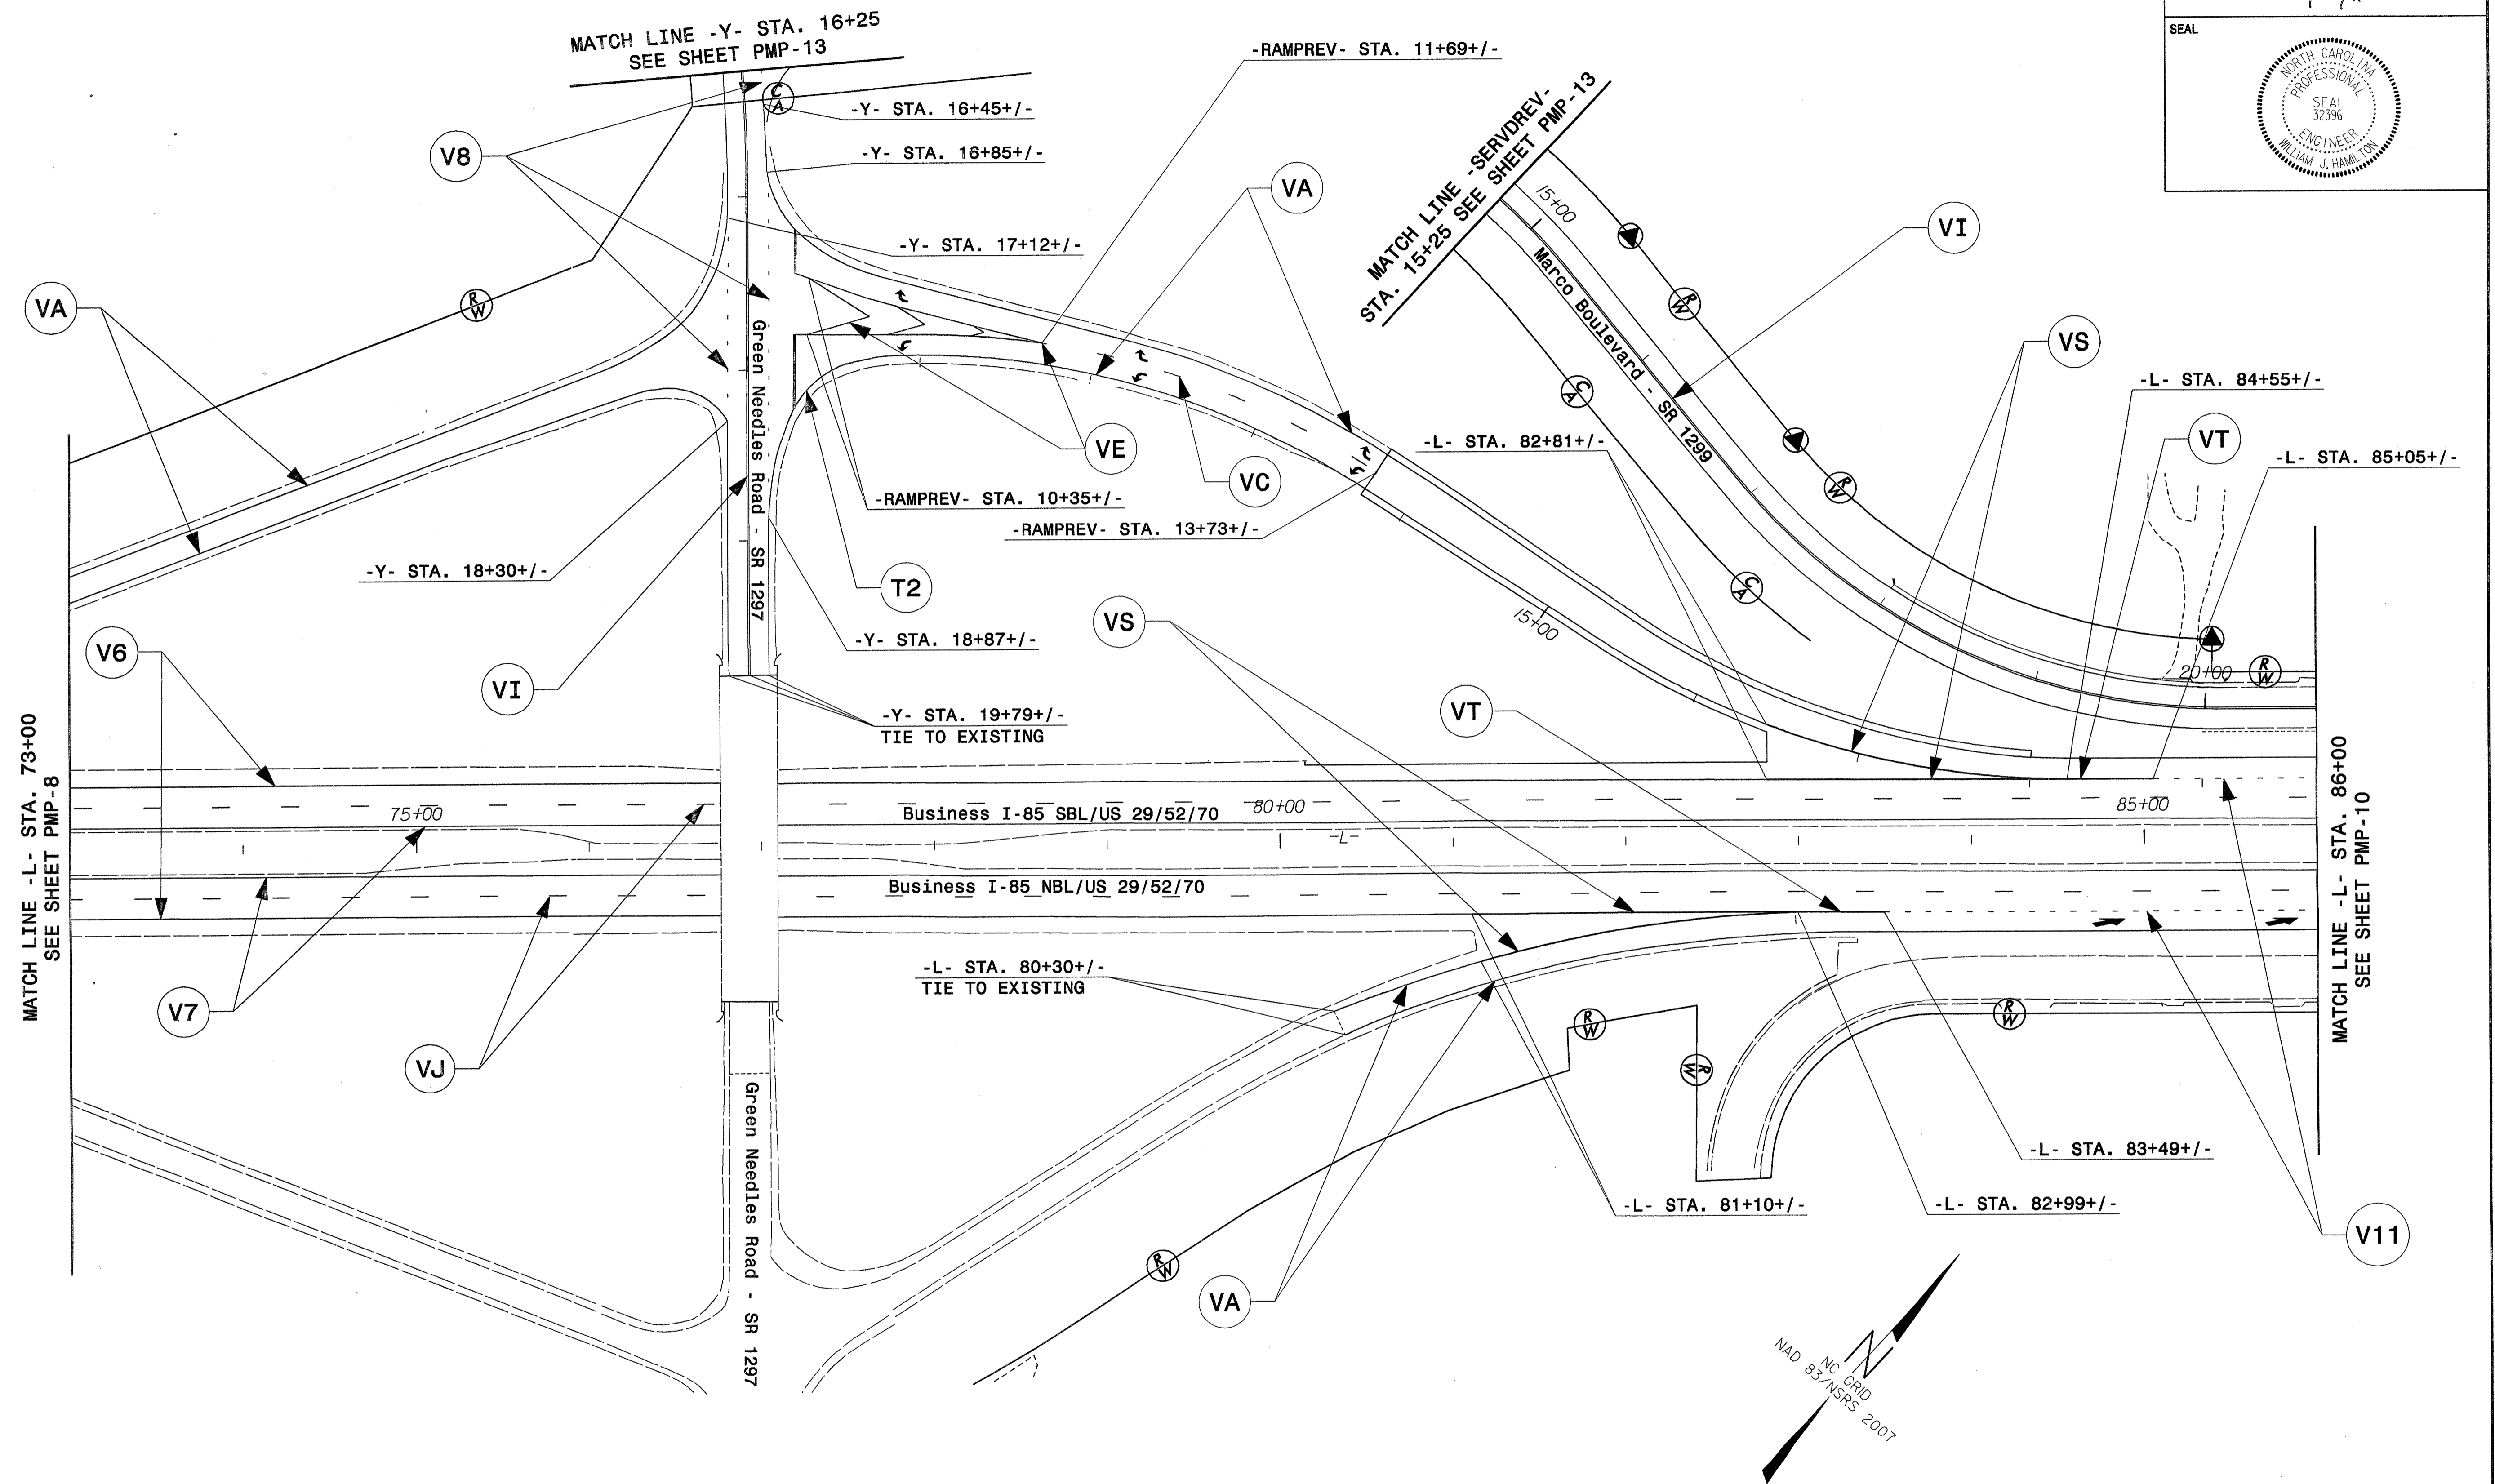 MATCH LINE -Y- STA. 16+25
SEE SHEET PMP-13
-RAMPREV- STA. 11+69+/-
SEAL
NORTH CAROLINA
PROFESSIONAL
SEAL
32396
ENGINEER
WILLIAM J. HAMILTON
C
A
-Y- STA. 16+45+/-
V8
-Y- STA. 16+85+/-
VA
MATCH LINE -SERVDREV-
STA. 15+25 SEE SHEET PMP-13
15+00
VI
-Y- STA. 17+12+/-
R
W
R
W
VA
Marco Boulevard - SR 1299
VS
-L- STA. 84+55+/-
C
A
VE
VC
-L- STA. 82+81+/-
VT
-L- STA. 85+05+/-
Green Needles Road - SR 1297
-RAMPREV- STA. 10+35+/-
R
W
-RAMPREV- STA. 13+73+/-
-Y- STA. 18+30+/-
T2
C
A
VS
15+00
-Y- STA. 18+87+/-
V6
VI
20+00
R
W
VT
-Y- STA. 19+79+/-
TIE TO EXISTING
MATCH LINE -L- STA. 73+00
SEE SHEET PMP-8
75+00
Business I-85 SBL/US 29/52/70
80+00
85+00
-L-
MATCH LINE -L- STA. 86+00
SEE SHEET PMP-10
Business I-85 NBL/US 29/52/70
-L- STA. 80+30+/-
TIE TO EXISTING
V7
R
W
R
W
VJ
R
W
Green Needles Road - SR 1297
-L- STA. 83+49+/-
-L- STA. 81+10+/-
-L- STA. 82+99+/-
V11
R
W
VA
N
NC GRID
NAD 83/NSRS 2007